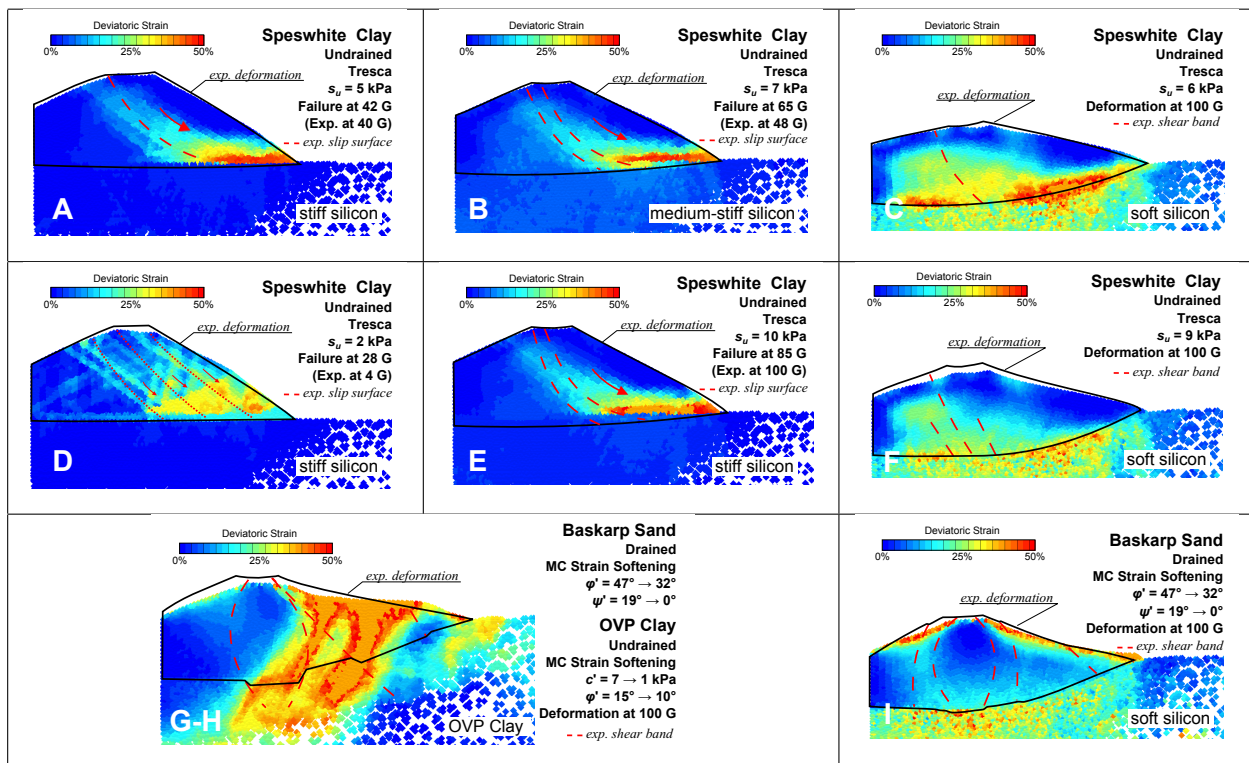 Deviatoric Strain
0% 25% 50%
Speswhite Clay
Undrained
Tresca
su = 5 kPa
Failure at 42 G
(Exp. at 40 G)
exp. slip surface
exp. deformation
A
stiff silicon
Deviatoric Strain
0% 25% 50%
Speswhite Clay
Undrained
Tresca
su = 7 kPa
Failure at 65 G
(Exp. at 48 G)
exp. slip surface
exp. deformation
B
medium-stiff silicon
Deviatoric Strain
0% 25% 50%
Speswhite Clay
Undrained
Tresca
su = 6 kPa
Deformation at 100 G
exp. shear band
exp. deformation
C
soft silicon
Deviatoric Strain
0% 25% 50%
Speswhite Clay
Undrained
Tresca
su = 2 kPa
Failure at 28 G
(Exp. at 4 G)
exp. slip surface
exp. deformation
D
stiff silicon
Deviatoric Strain
0% 25% 50%
Speswhite Clay
Undrained
Tresca
su = 10 kPa
Failure at 85 G
(Exp. at 100 G)
exp. slip surface
exp. deformation
E
stiff silicon
Deviatoric Strain
0% 25% 50%
Speswhite Clay
Undrained
Tresca
su = 9 kPa
Deformation at 100 G
exp. shear band
exp. deformation
F
soft silicon
Deviatoric Strain
0% 25% 50%
Baskarp Sand
Drained
MC Strain Softening
φ' = 47° → 32°
ψ' = 19° → 0°
OVP Clay
Undrained
MC Strain Softening
c' = 7 → 1 kPa
φ' = 15° → 10°
Deformation at 100 G
exp. shear band
exp. deformation
G-H
OVP Clay
Deviatoric Strain
0% 25% 50%
Baskarp Sand
Drained
MC Strain Softening
φ' = 47° → 32°
ψ' = 19° → 0°
Deformation at 100 G
exp. shear band
exp. deformation
I
soft silicon